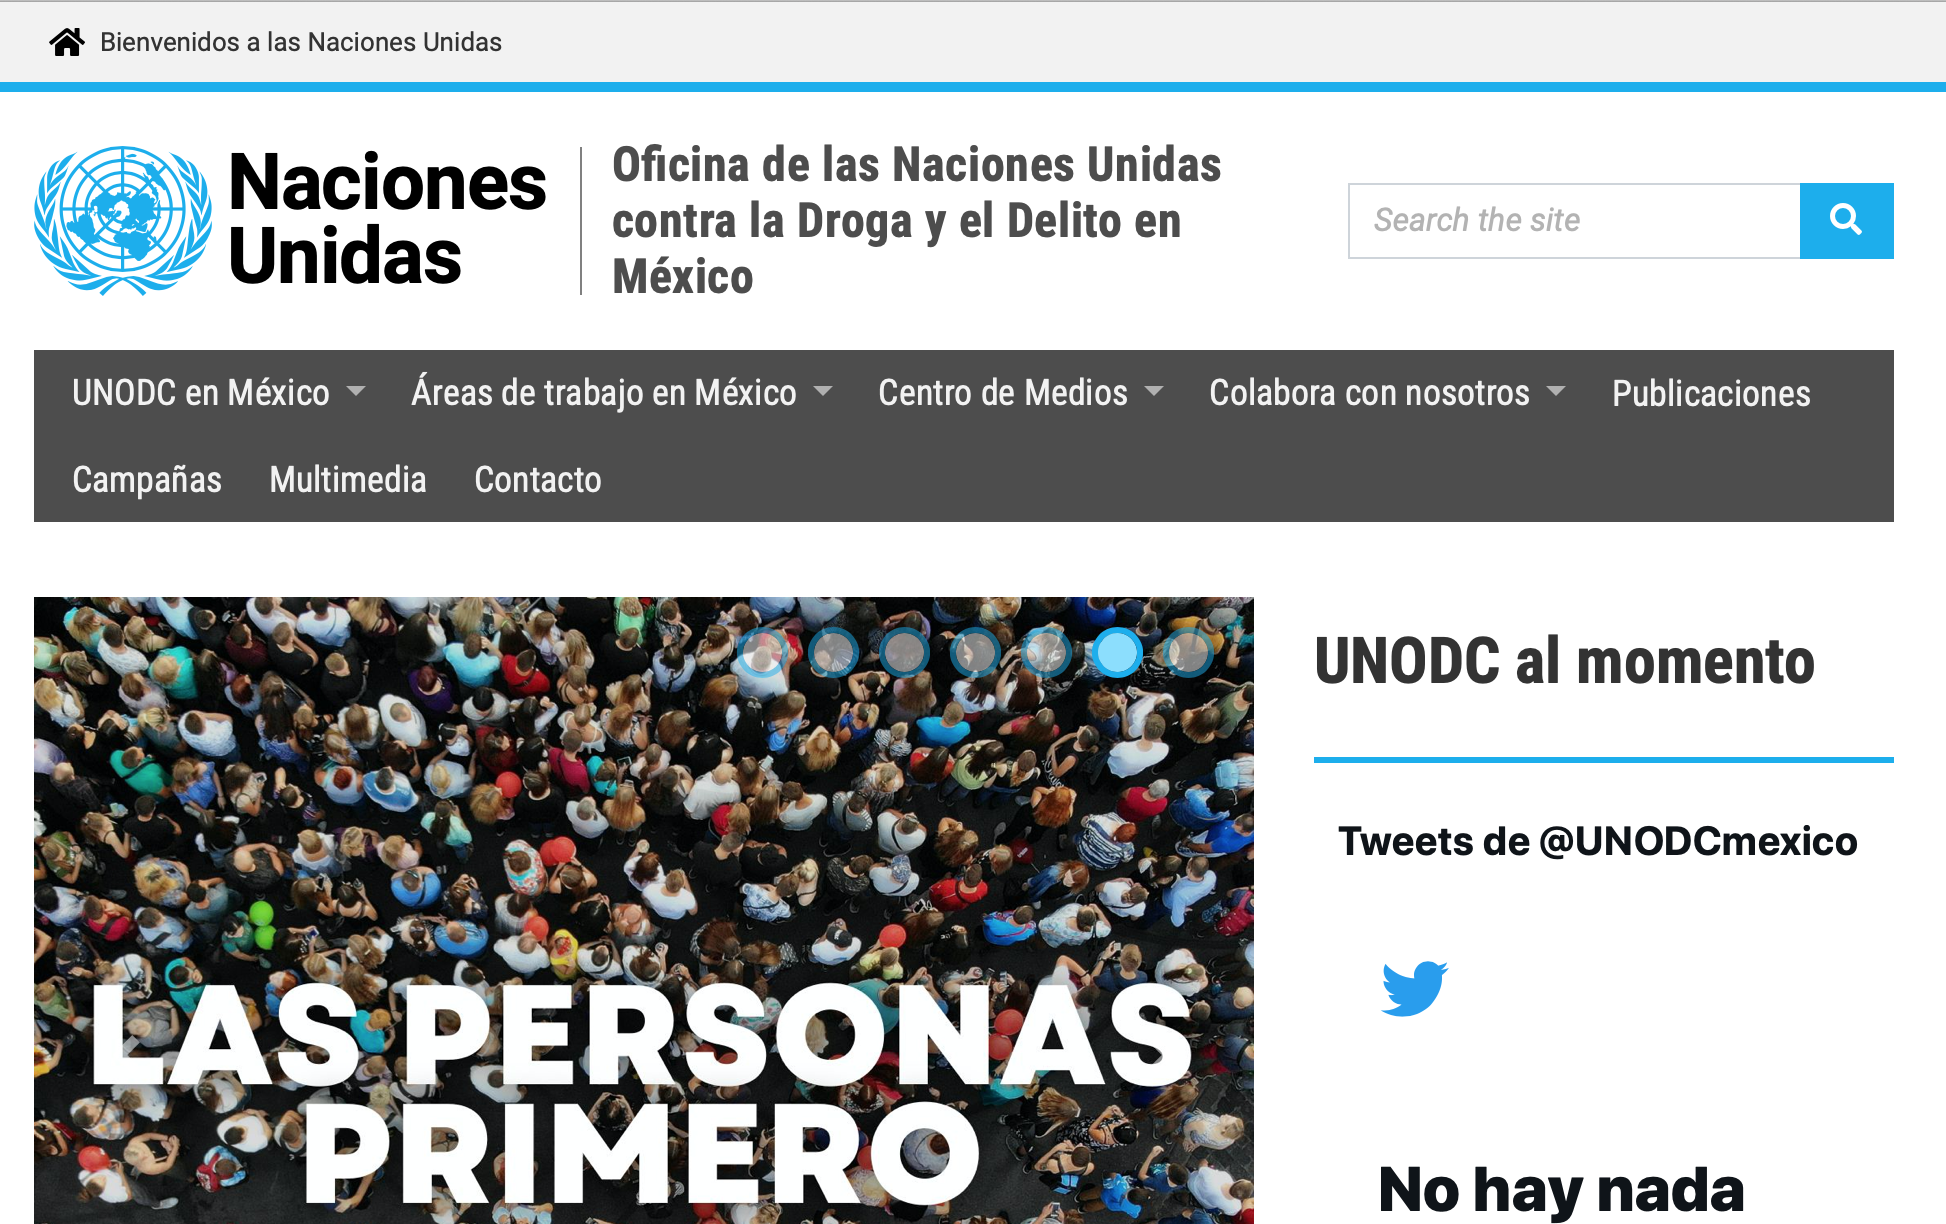 Bienvenidos a las Naciones Unidas
Naciones
Unidas
Oficina de las Naciones Unidas
contra la Droga y el Delito en
México
Search the site
UNODC en México
Áreas de trabajo en México
Centro de Medios
Colabora con nosotros
Publicaciones
Campañas
Multimedia
Contacto
LAS PERSONAS
PRIMERO
UNODC al momento
Tweets de @UNODCmexico
No hay nada